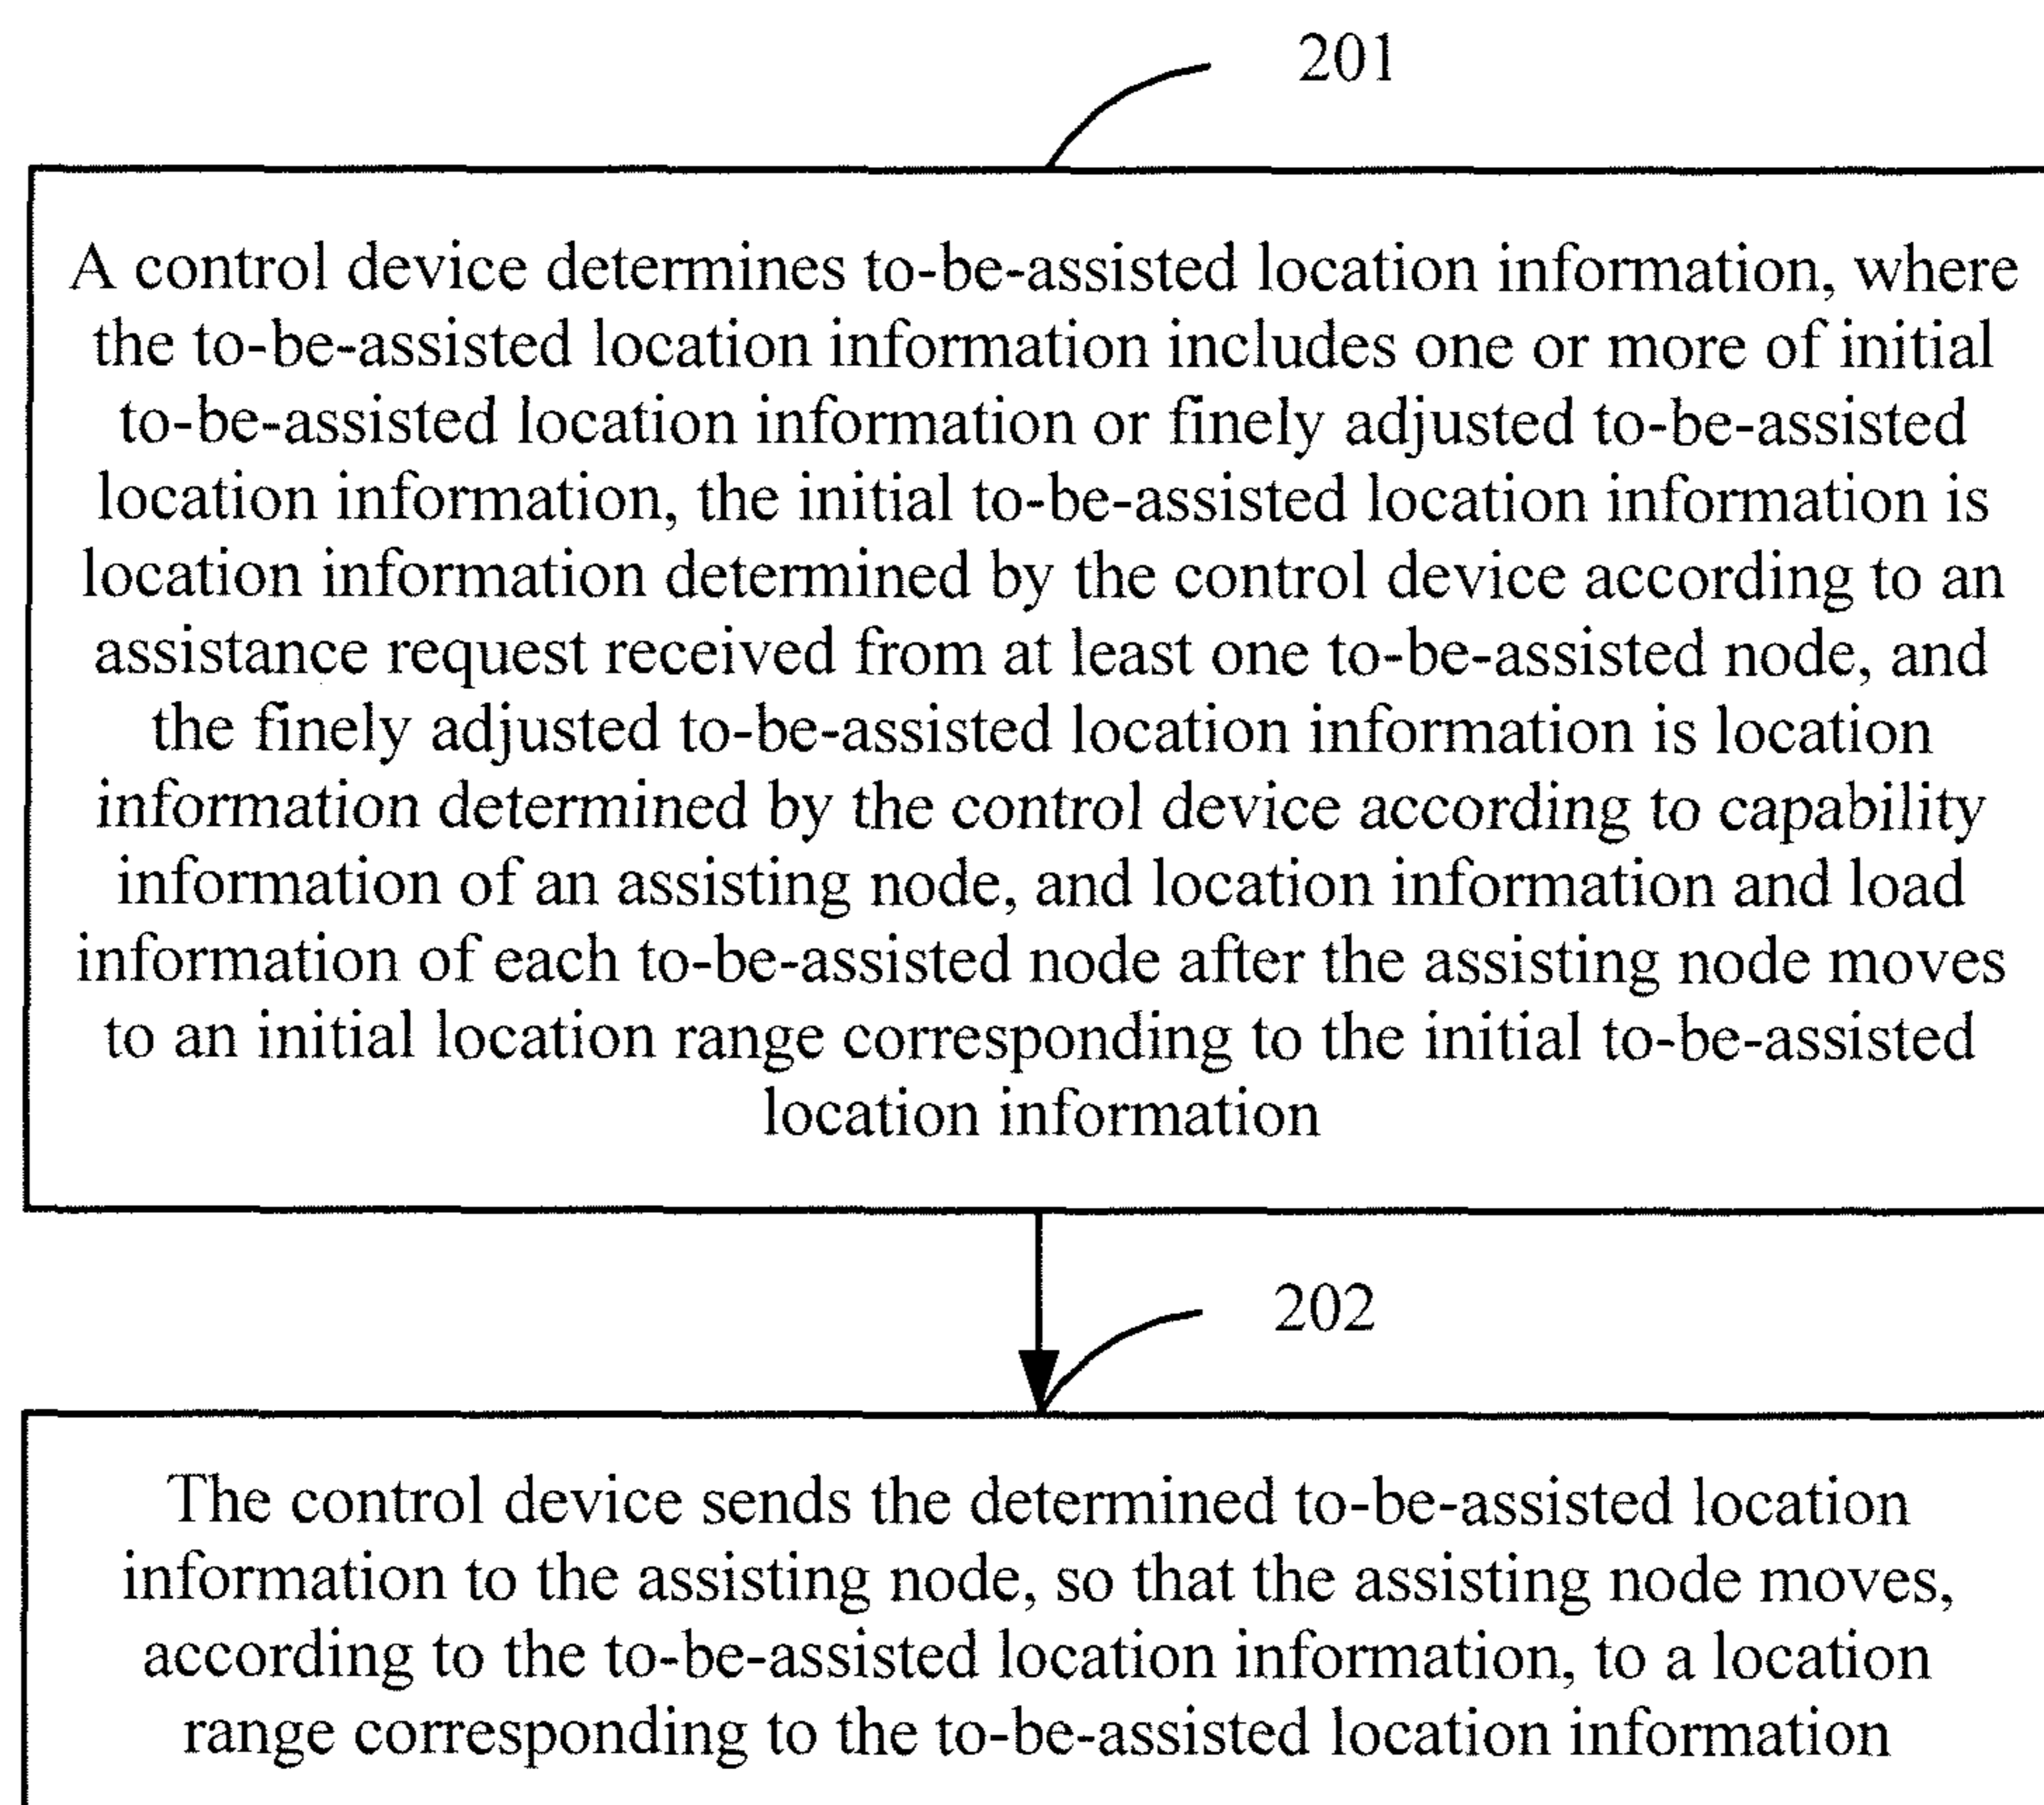 201
A control device determines to-be-assisted location information, where
the to-be-assisted location information includes one or more of initial
to-be-assisted location information or finely adjusted to-be-assisted
location information, the initial to-be-assisted location information is
location information determined by the control device according to an
assistance request received from at least one to-be-assisted node, and
the finely adjusted to-be-assisted location information is location
information determined by the control device according to capability
information of an assisting node, and location information and load
information of each to-be-assisted node after the assisting node moves
to an initial location range corresponding to the initial to-be-assisted
location information
202
The control device sends the determined to-be-assisted location
information to the assisting node, so that the assisting node moves,
according to the to-be-assisted location information, to a location
range corresponding to the to-be-assisted location information